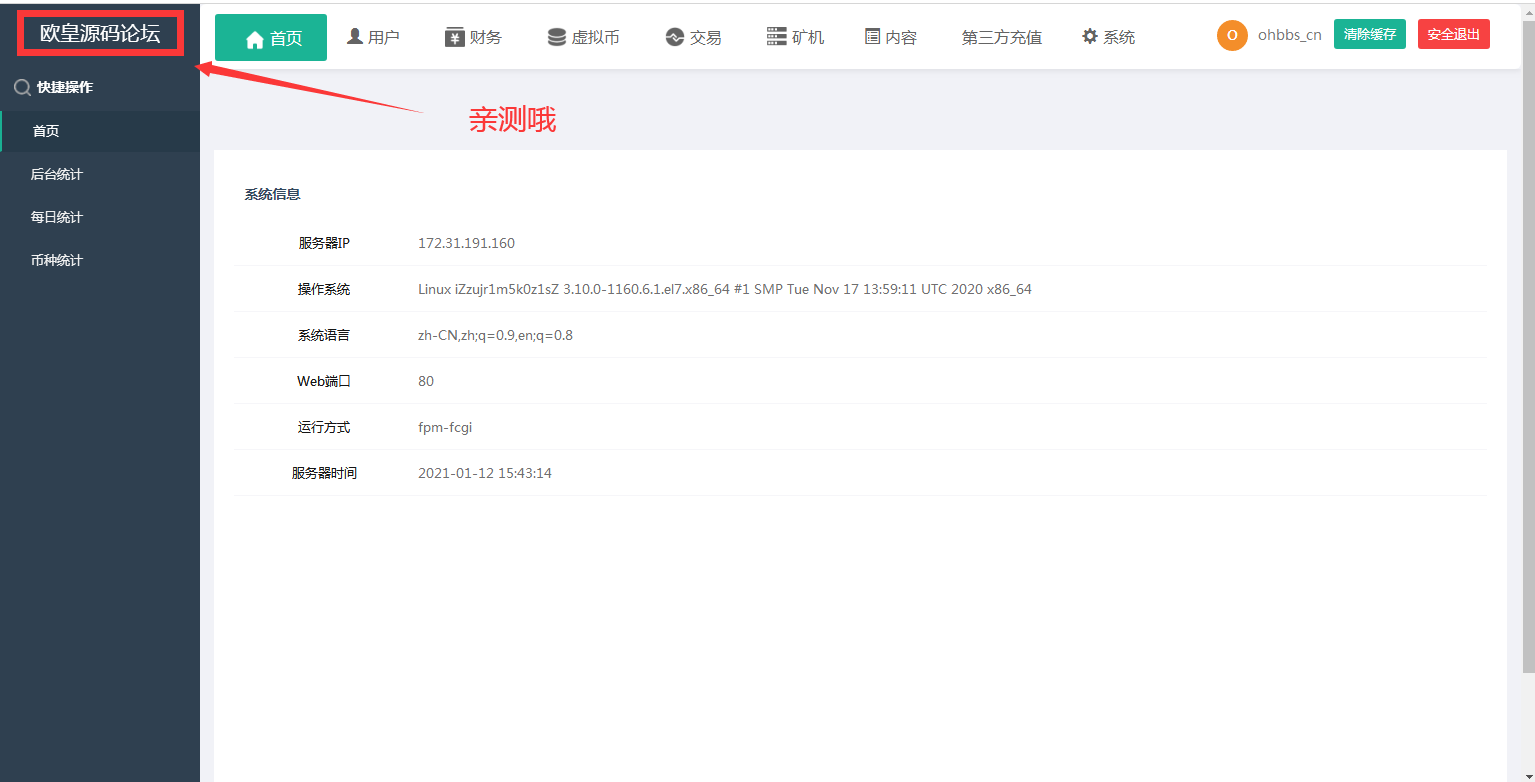 欧皇源码论坛
首页
用户
财务
虚拟币
交易
矿机
内容
第三方充值
系统
O
ohbbs_cn
清除缓存
安全退出
快捷操作
首页
后台统计
每日统计
币种统计
亲测哦
系统信息
服务器IP 172.31.191.160
操作系统 Linux iZzujr1m5k0z1sZ 3.10.0-1160.6.1.el7.x86_64 #1 SMP Tue Nov 17 13:59:11 UTC 2020 x86_64
系统语言 zh-CN,zh;q=0.9,en;q=0.8
Web端口 80
运行方式 fpm-fcgi
服务器时间 2021-01-12 15:43:14